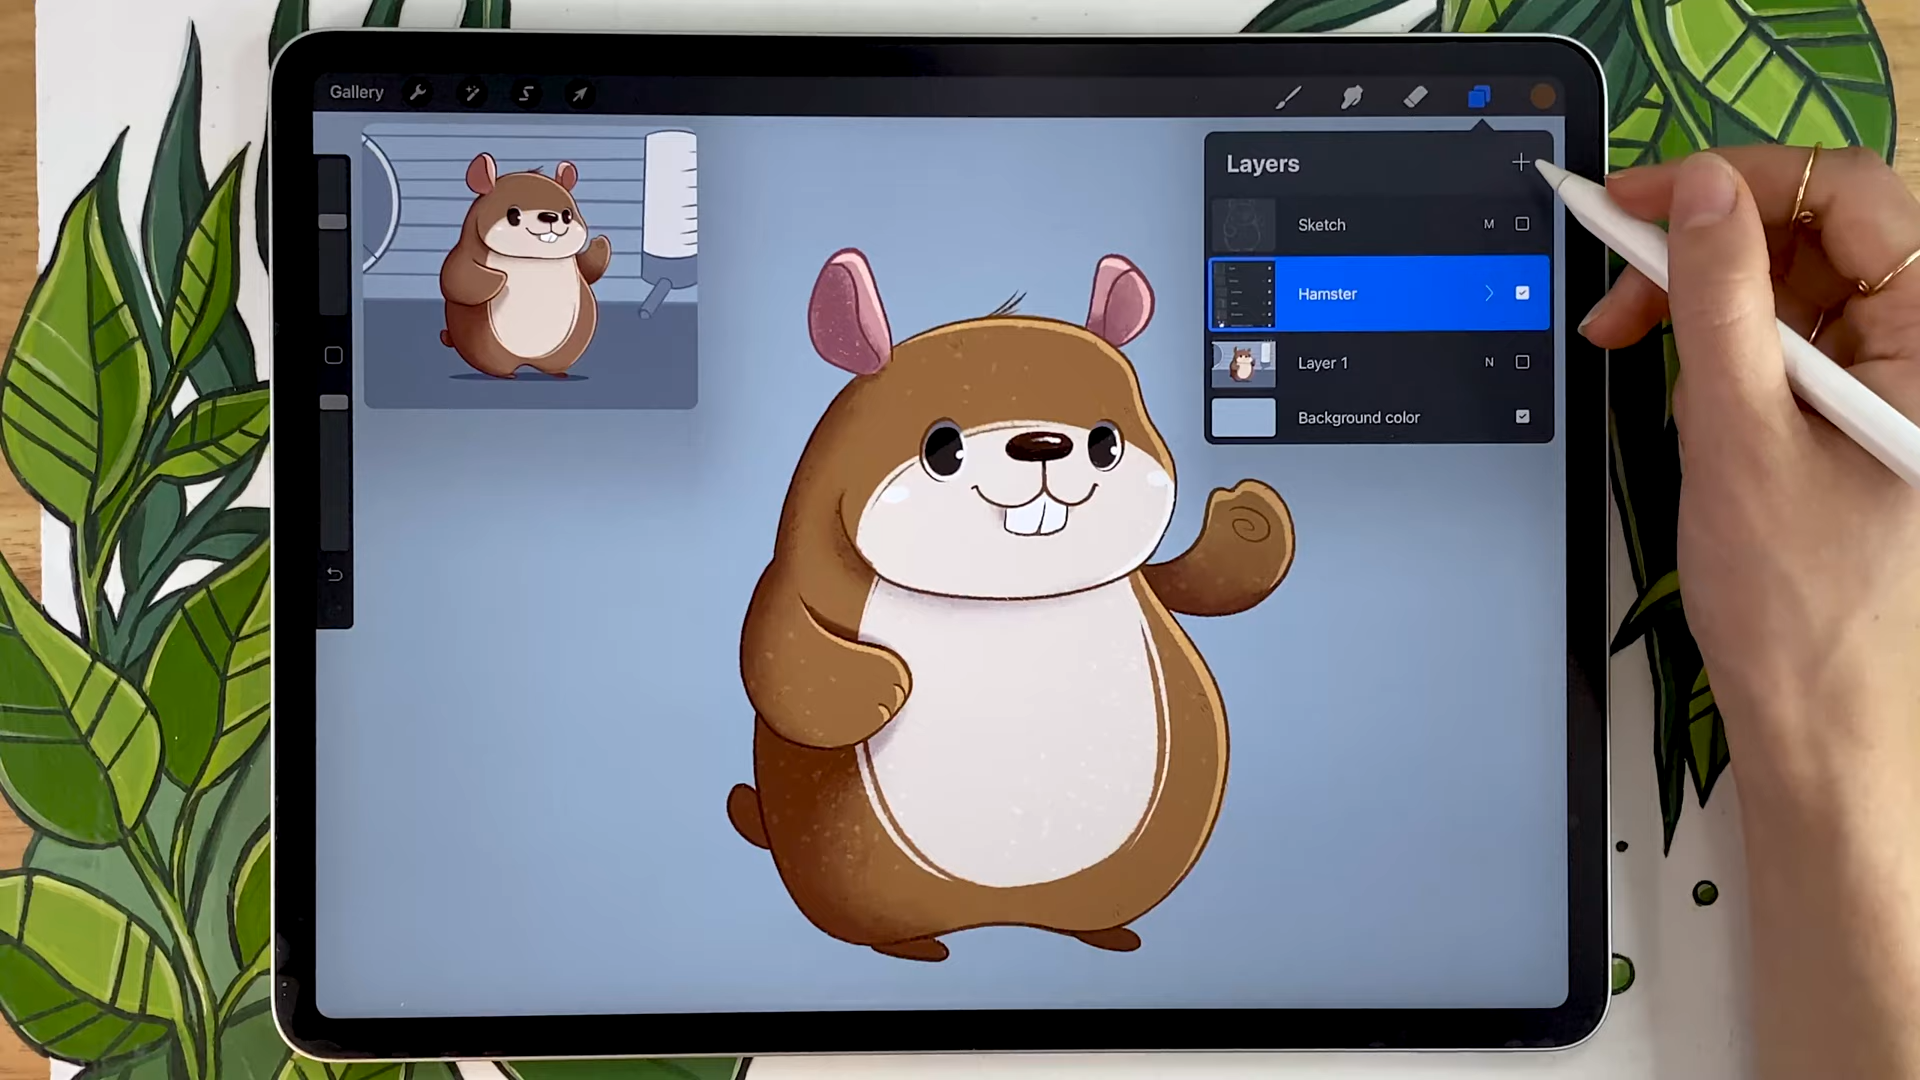 Gallery
Layers
Sketch M
Hamster
Layer 1 N
Background color